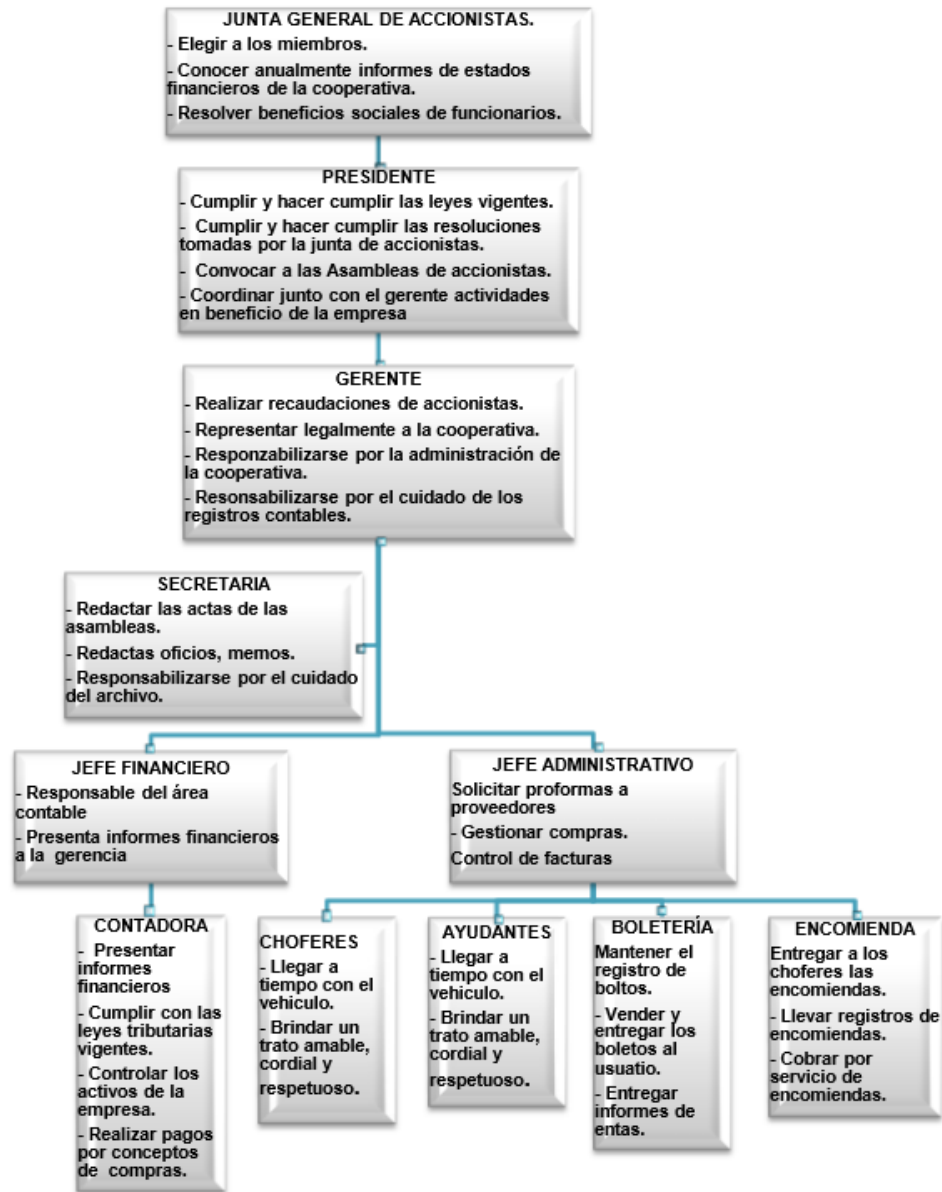 JUNTA GENERAL DE ACCIONISTAS.
- Elegir a los miembros.
- Conocer anualmente informes de estados
financieros de la cooperativa.
- Resolver beneficios sociales de funcionarios.
PRESIDENTE
- Cumplir y hacer cumplir las leyes vigentes.
- Cumplir y hacer cumplir las resoluciones
tomadas por la junta de accionistas.
- Convocar a las Asambleas de accionistas.
- Coordinar junto con el gerente actividades
en beneficio de la empresa
GERENTE
- Realizar recaudaciones de accionistas.
- Representar legalmente a la cooperativa.
- Responzabilizarse por la administración de
la cooperativa.
- Resonsabilizarse por el cuidado de los
registros contables.
SECRETARIA
- Redactar las actas de las
asambleas.
- Redactas oficios, memos.
- Responsabilizarse por el cuidado
del archivo.
JEFE FINANCIERO
- Responsable del área
contable
- Presenta informes financieros
a la gerencia
JEFE ADMINISTRATIVO
Solicitar proformas a
proveedores
- Gestionar compras.
Control de facturas
CONTADORA
- Presentar
informes
financieros
- Cumplir con las
leyes tributarias
vigentes.
- Controlar los
activos de la
empresa.
- Realizar pagos
por conceptos
de compras.
CHOFERES
- Llegar a
tiempo con el
vehiculo.
- Brindar un
trato amable,
cordial y
respetuoso.
AYUDANTES
- Llegar a
tiempo con el
vehiculo.
- Brindar un
trato amable,
cordial y
respetuoso.
BOLETERÍA
Mantener el
registro de
boltos.
- Vender y
entregar los
boletos al
usuatio.
- Entregar
informes de
entas.
ENCOMIENDA
Entregar a los
choferes las
encomiendas.
- Llevar registros de
encomiendas.
- Cobrar por
servicio de
encomiendas.